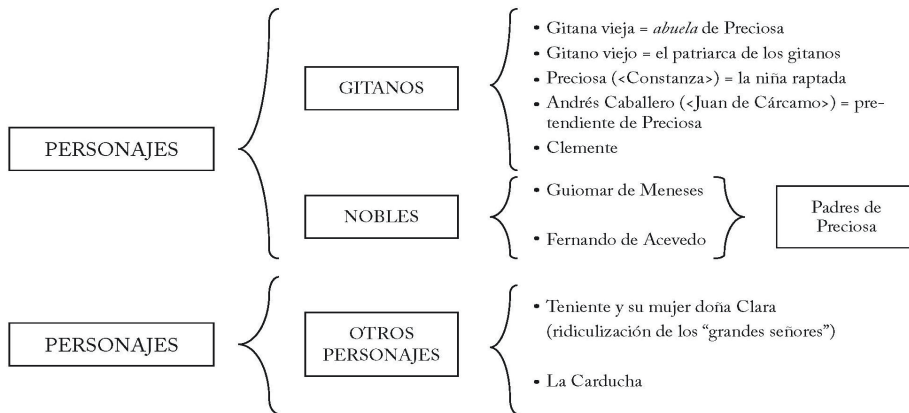 PERSONAJES
GITANOS
• Gitana vieja = abuela de Preciosa
• Gitano viejo = el patriarca de los gitanos
• Preciosa (<Constanza>) = la niña raptada
• Andrés Caballero (<Juan de Cárcamo>) = pre-
tendiente de Preciosa
• Clemente
NOBLES
• Guiomar de Meneses
• Fernando de Acevedo
Padres de
Preciosa
PERSONAJES
OTROS
PERSONAJES
• Teniente y su mujer doña Clara
(ridiculización de los “grandes señores”)
• La Carducha